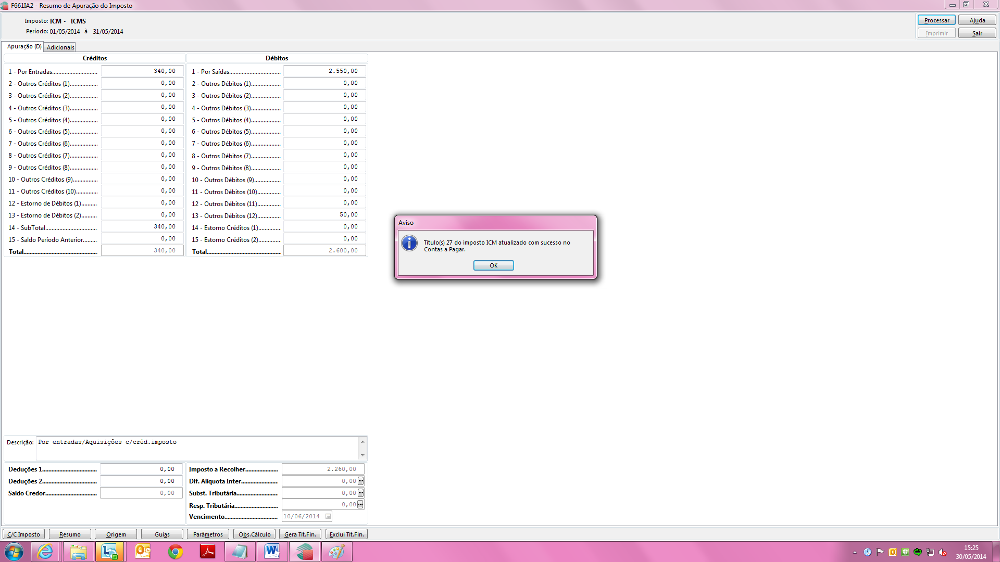 F661IA2 - Resumo de Apuração do Imposto
Imposto: ICM - ICMS
Período: 01/05/2014 à 31/05/2014
Processar Ajuda
Imprimir Sair
Apuração (D) Adicionais
Créditos Débitos
1 - Por Entradas............................. 340,00 1 - Por Saídas................................. 2.550,00
2 - Outros Créditos (1).................. 0,00 2 - Outros Débitos (1)................... 0,00
3 - Outros Créditos (2).................. 0,00 3 - Outros Débitos (2)................... 0,00
4 - Outros Créditos (3).................. 0,00 4 - Outros Débitos (3)................... 0,00
5 - Outros Créditos (4).................. 0,00 5 - Outros Débitos (4)................... 0,00
6 - Outros Créditos (5).................. 0,00 6 - Outros Débitos (5)................... 0,00
7 - Outros Créditos (6).................. 0,00 7 - Outros Débitos (6)................... 0,00
8 - Outros Créditos (7).................. 0,00 8 - Outros Débitos (7)................... 0,00
9 - Outros Créditos (8).................. 0,00 9 - Outros Débitos (8)................... 0,00
10 - Outros Créditos (9)................ 0,00 10 - Outros Débitos (9)................. 0,00
11 - Outros Créditos (10).............. 0,00 11 - Outros Débitos (10)............... 0,00
12 - Estorno de Débitos (1).......... 0,00 12 - Outros Débitos (11)............... 0,00
13 - Estorno de Débitos (2).......... 0,00 13 - Outros Débitos (12)............... 50,00
14 - SubTotal................................. 340,00 14 - Estorno Créditos (1).............. 0,00
15 - Saldo Período Anterior......... 0,00 15 - Estorno Créditos (2).............. 0,00
Total............................................... 340,00 Total............................................... 2.600,00
Aviso
Título(s) 27 do imposto ICM atualizado com sucesso no
Contas a Pagar.
OK
Descrição: Por entradas/Aquisições c/créd.imposto
Deduções 1................................... 0,00 Imposto a Recolher..................... 2.260,00
Deduções 2................................... 0,00 Dif. Alíquota Inter........................ 0,00
Saldo Credor................................. 0,00 Subst. Tributária.......................... 0,00
Resp. Tributária............................ 0,00
Vencimento.................................. 10/06/2014
C/C Imposto Resumo Origem Guias Parâmetros Obs.Cálculo Gera Tít.Fin. Exclui Tít.Fin.
15:25
30/05/2014